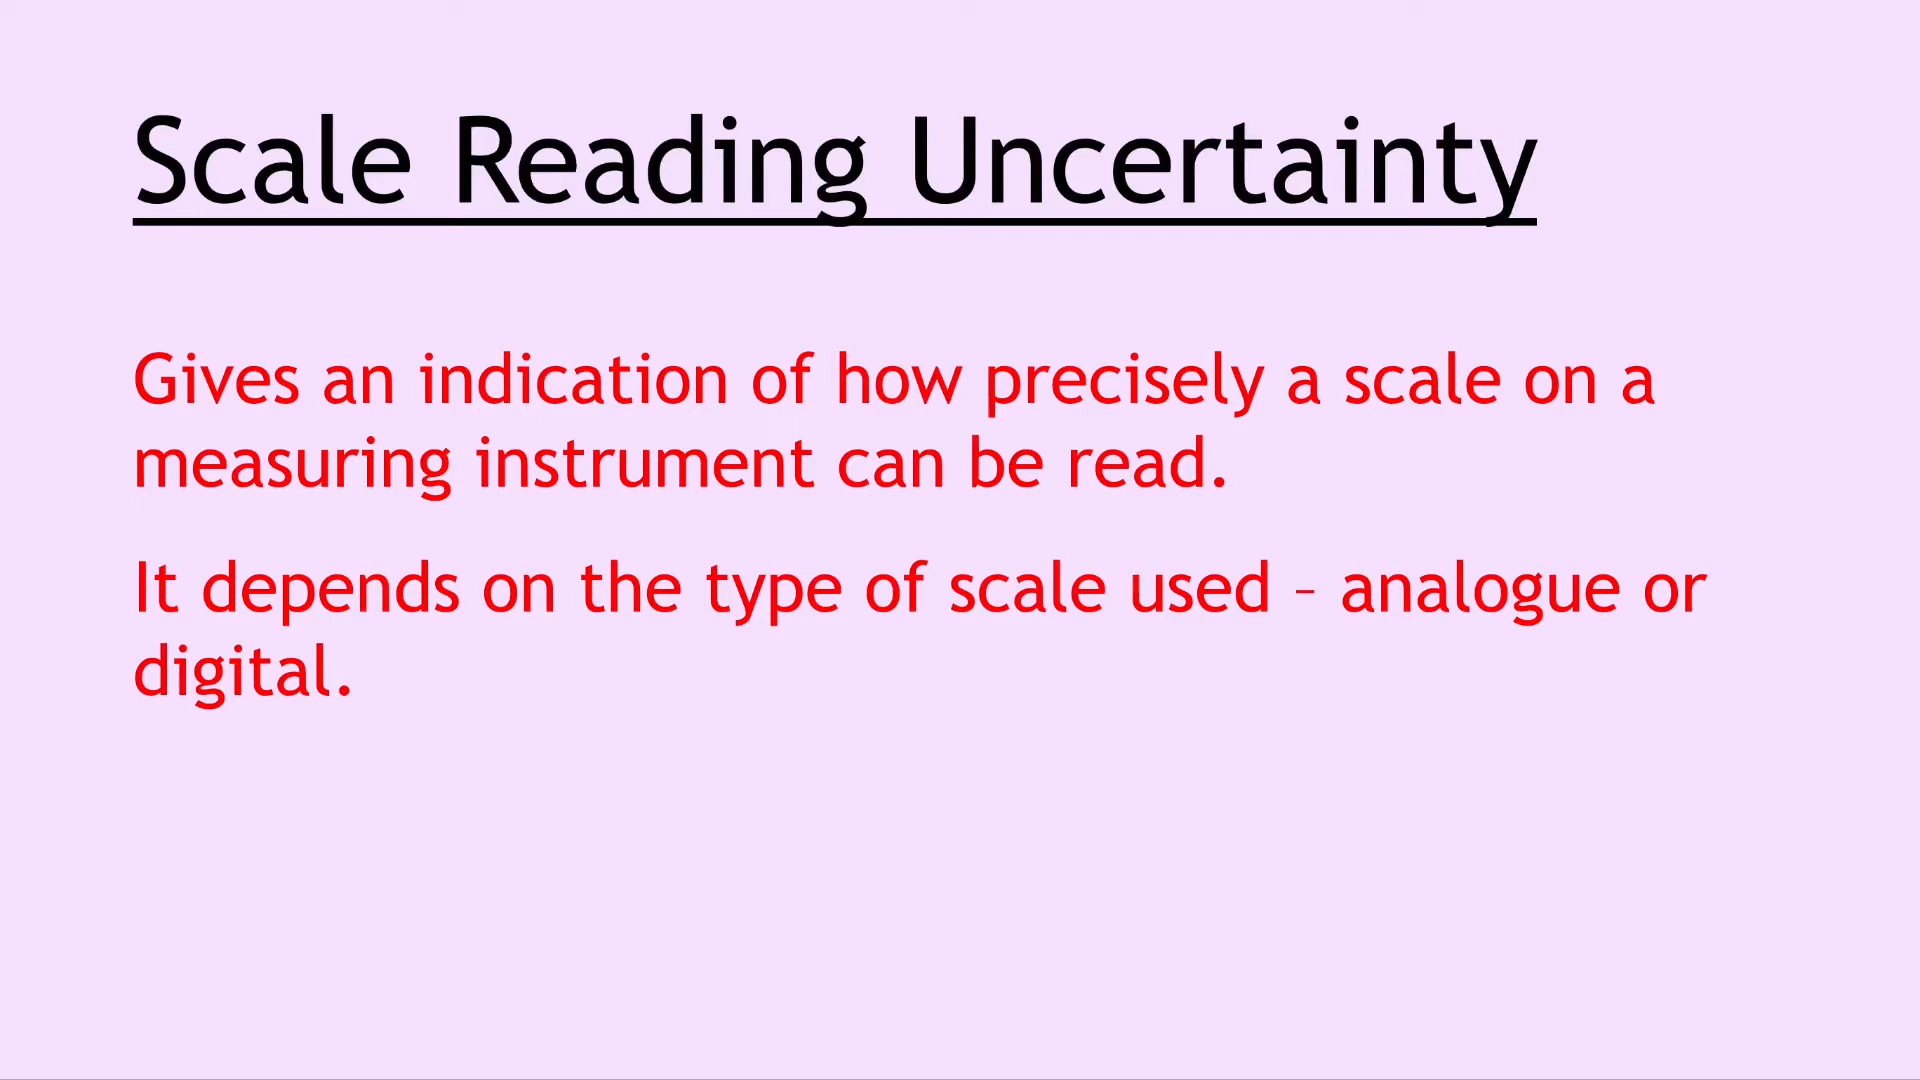 Scale Reading Uncertainty
Gives an indication of how precisely a scale on a
measuring instrument can be read.
It depends on the type of scale used – analogue or
digital.